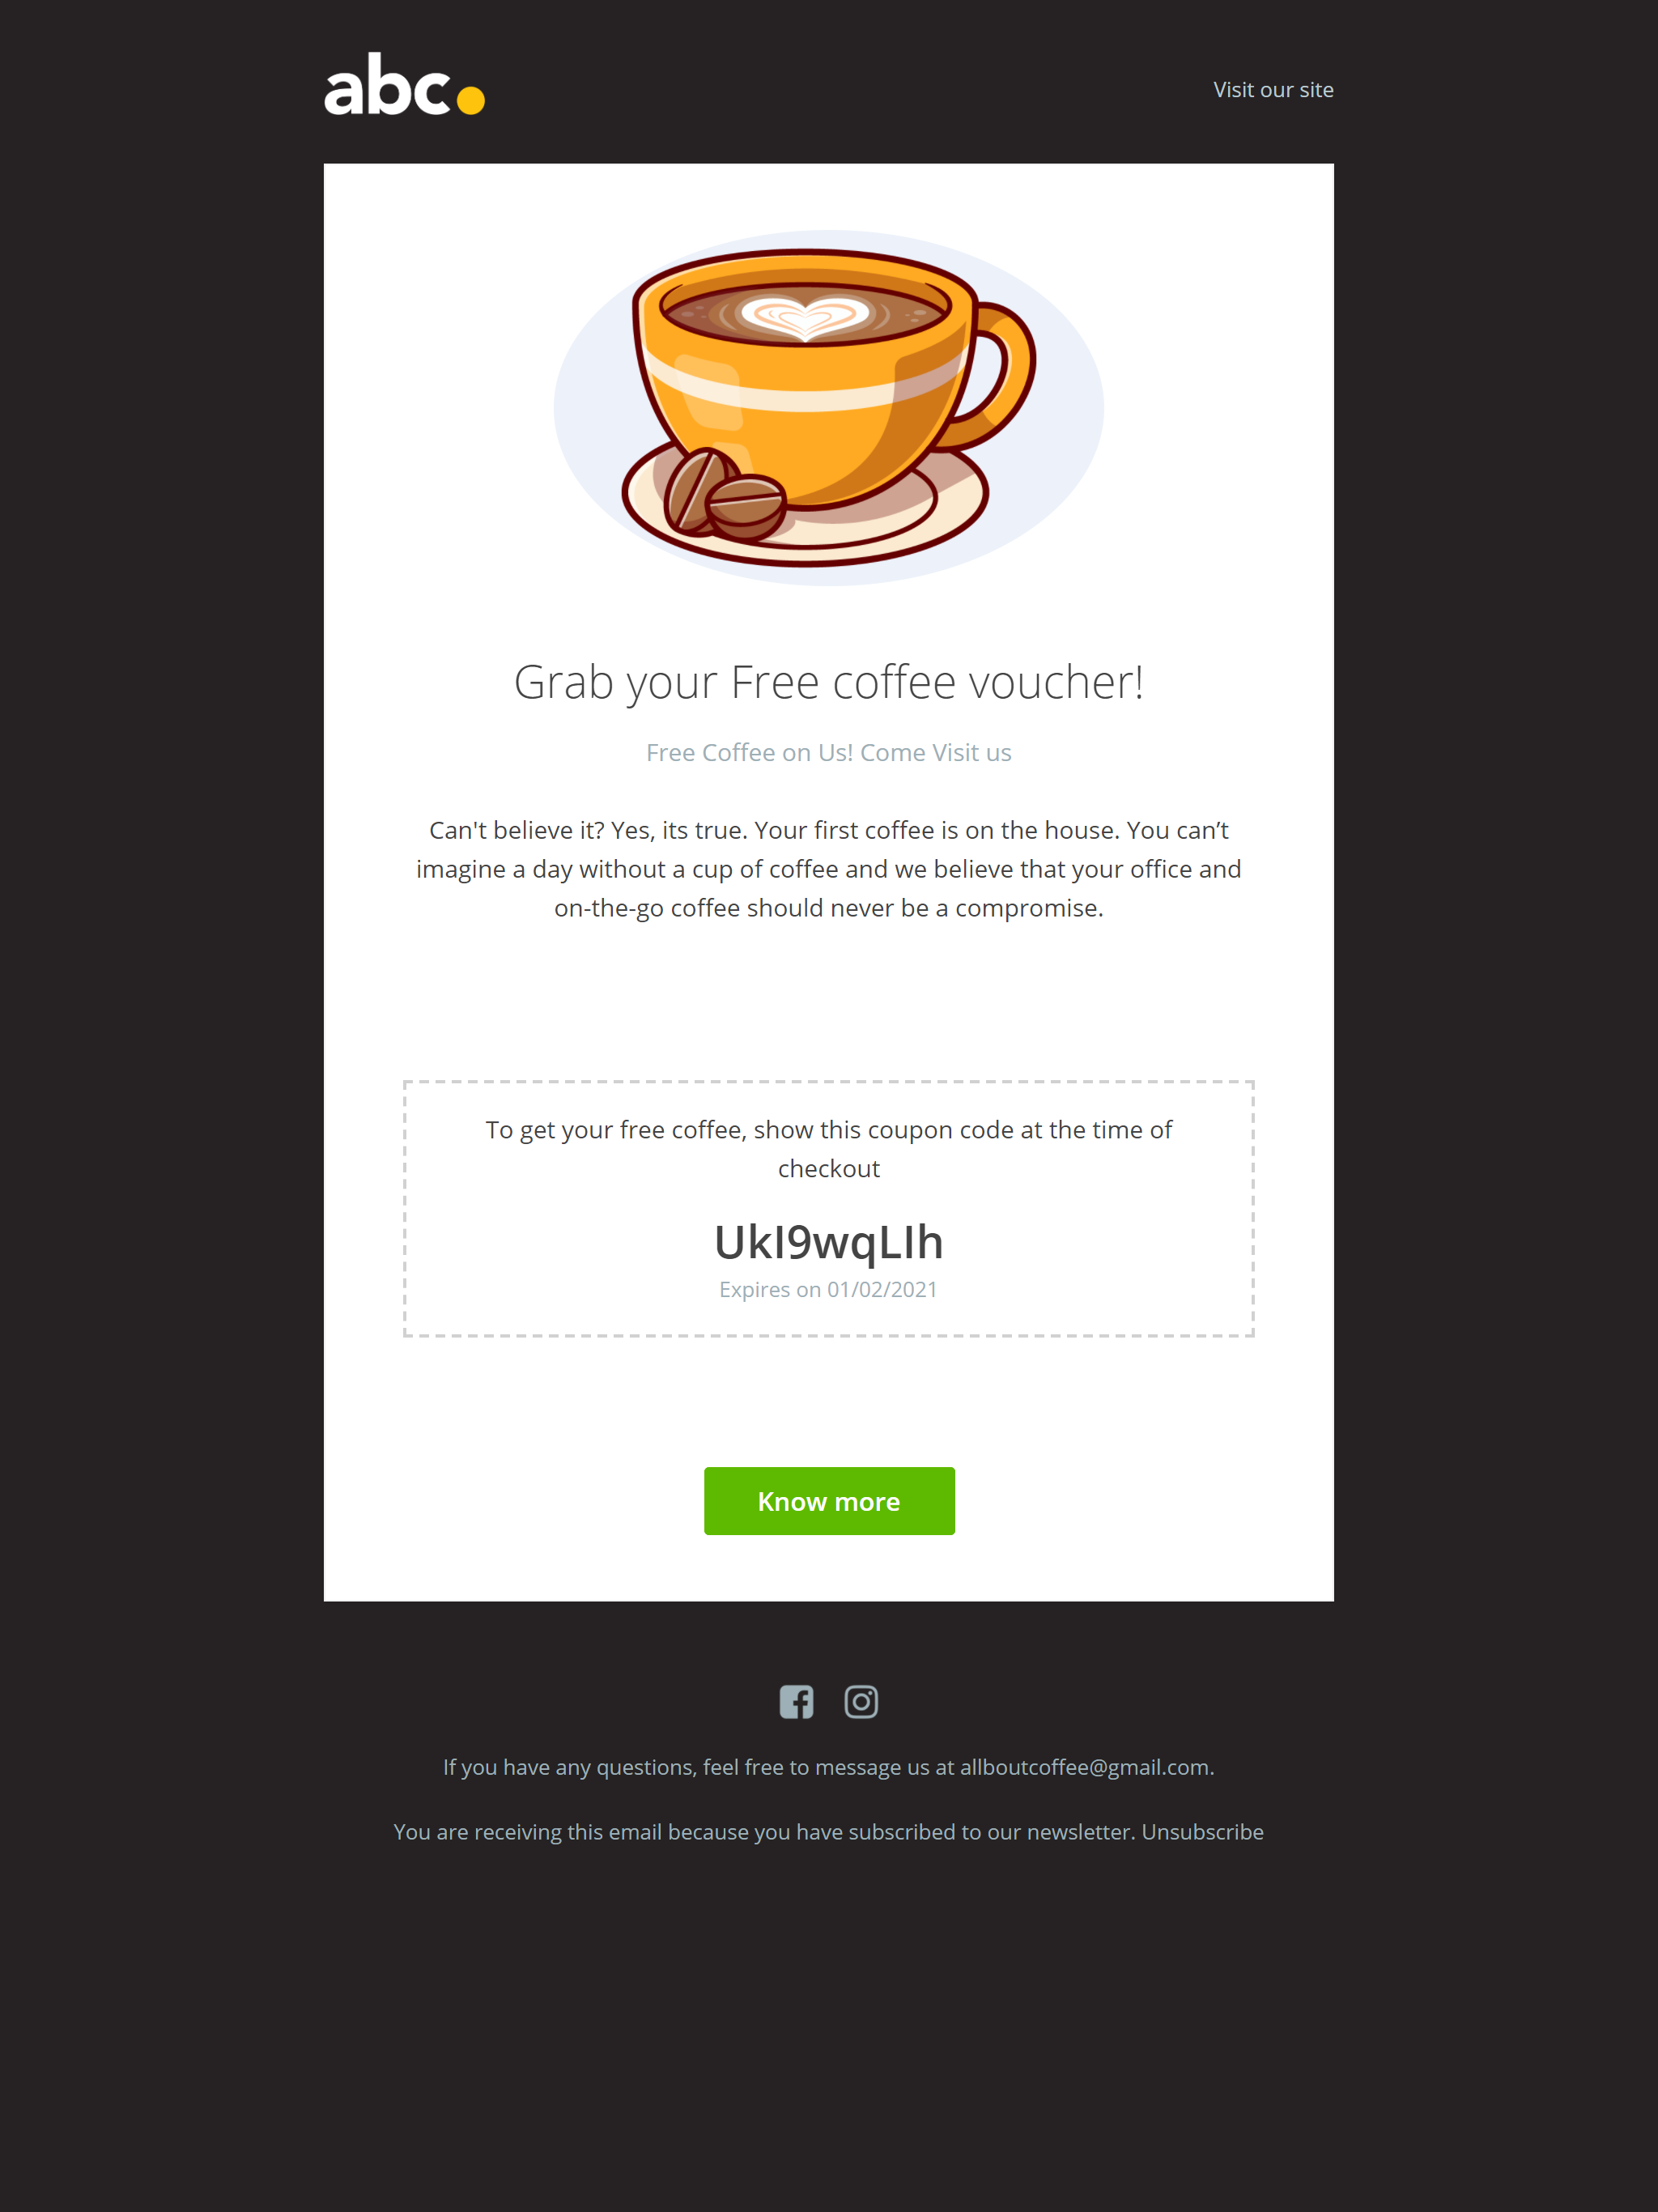 abc.
Visit our site
Grab your Free coffee voucher!
Free Coffee on Us! Come Visit us
Can't believe it? Yes, its true. Your first coffee is on the house. You can’t
imagine a day without a cup of coffee and we believe that your office and
on-the-go coffee should never be a compromise.
To get your free coffee, show this coupon code at the time of
checkout
UkI9wqLIh
Expires on 01/02/2021
Know more
If you have any questions, feel free to message us at allboutcoffee@gmail.com.
You are receiving this email because you have subscribed to our newsletter. Unsubscribe